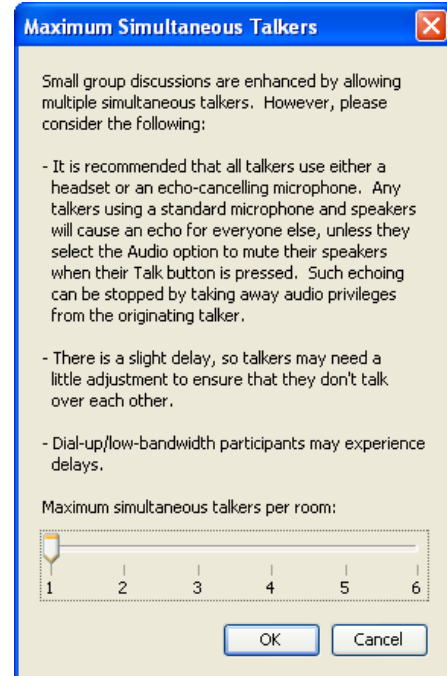 Maximum Simultaneous Talkers
Small group discussions are enhanced by allowing
multiple simultaneous talkers.  However, please
consider the following:
- It is recommended that all talkers use either a
headset or an echo-cancelling microphone.  Any
talkers using a standard microphone and speakers
will cause an echo for everyone else, unless they
select the Audio option to mute their speakers
when their Talk button is pressed.  Such echoing
can be stopped by taking away audio privileges
from the originating talker.
- There is a slight delay, so talkers may need a
little adjustment to ensure that they don't talk
over each other.
- Dial-up/low-bandwidth participants may experience
delays.
Maximum simultaneous talkers per room:
1 2 3 4 5 6
OK Cancel